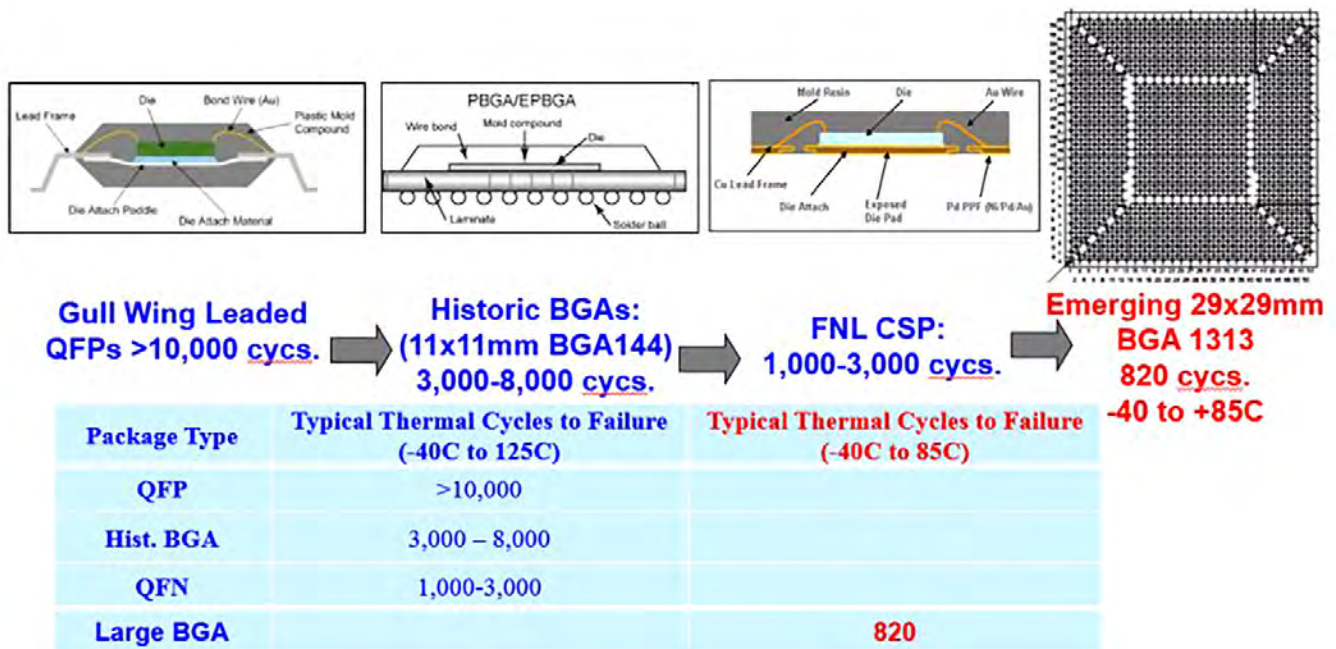 Lead Frame
Die
Bond Wire (Au)
Plastic Mold
Compound
Die Attach Paddle
Die Attach Material
PBGA/EPBGA
Wire bond
Mold compound
Die
Laminate
Solder ball
Mold Resin
Die
Au Wire
Cu Lead Frame
Die Attach
Exposed
Die Pad
Pd PPF (Ni/Pd/Au)
Gull Wing Leaded
QFPs >10,000 cycs.
Historic BGAs:
(11x11mm BGA144)
3,000-8,000 cycs.
FNL CSP:
1,000-3,000 cycs.
Emerging 29x29mm
BGA 1313
820 cycs.
-40 to +85C
Package Type
Typical Thermal Cycles to Failure
(-40C to 125C)
Typical Thermal Cycles to Failure
(-40C to 85C)
QFP
>10,000
Hist. BGA
3,000 – 8,000
QFN
1,000-3,000
Large BGA
820